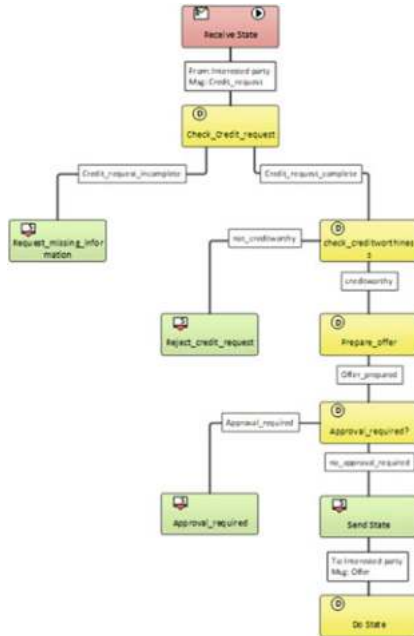 Receive State
From: Interested party
Msg: Credit_request
Check_Credit_request
Credit_request_incomplete
Credit_request_complete
Request_missing_infor
mation
not_creditworthy
check_creditworthines
s
creditworthy
Reject_credit_request
Prepare_offer
Offer_prepared
Approval_required
Approval_required?
no_approval_required
Approval_required
Send State
To: Interested party
Msg: Offer
Do State